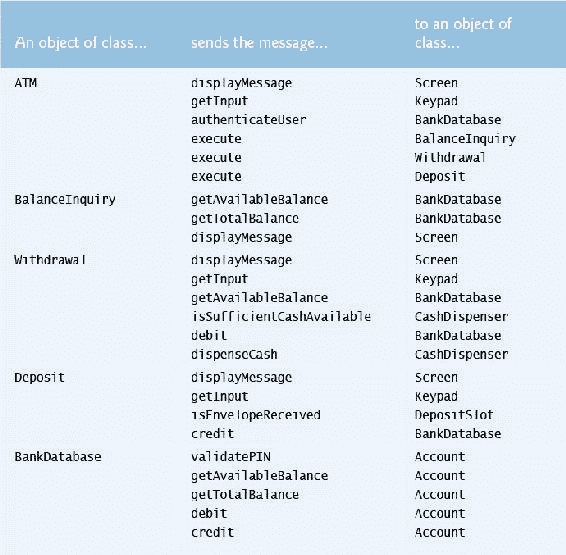 An object of class... sends the message... to an object of class...
ATM displayMessage Screen
getInput Keypad
authenticateUser BankDatabase
execute BalanceInquiry
execute Withdrawal
execute Deposit
BalanceInquiry getAvailableBalance BankDatabase
getTotalBalance BankDatabase
displayMessage Screen
Withdrawal displayMessage Screen
getInput Keypad
getAvailableBalance BankDatabase
isSufficientCashAvailable CashDispenser
debit BankDatabase
dispenseCash CashDispenser
Deposit displayMessage Screen
getInput Keypad
isEnvelopeReceived DepositSlot
credit BankDatabase
BankDatabase validatePIN Account
getAvailableBalance Account
getTotalBalance Account
debit Account
credit Account